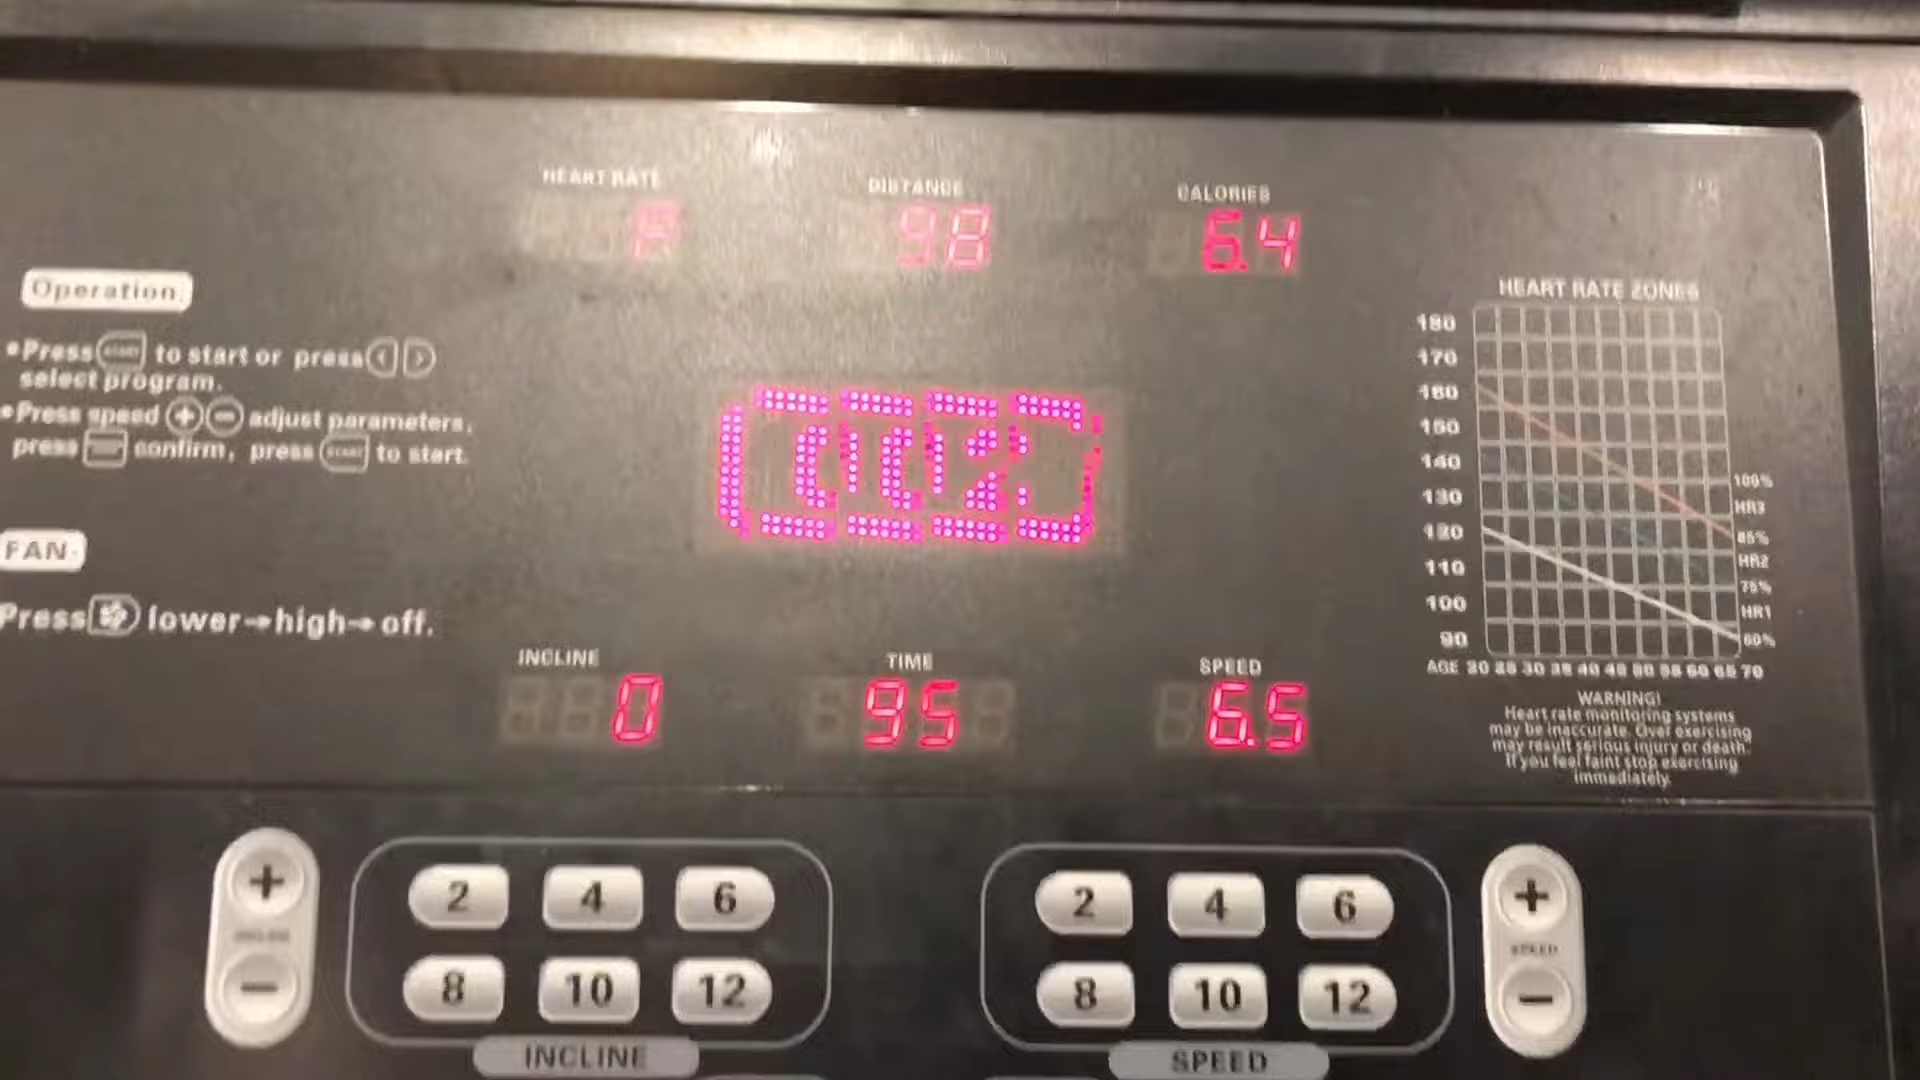 HEART RATE
P
DISTANCE
98
CALORIES
6.4
Operation
•Press START to start or press < >
select program.
•Press speed + - adjust parameters,
press confirm, press START to start.
FAN
Press lower→high→off.
002
INCLINE
0
TIME
95
SPEED
6.5
HEART RATE ZONES
180
170
160
150
140
130
120
110
100
90
100%
HR3
85%
HR2
75%
HR1
60%
AGE 20 25 30 35 40 45 50 55 60 65 70
WARNING!
Heart rate monitoring systems
may be inaccurate. Over exercising
may result serious injury or death.
If you feel faint stop exercising
immediately.
+
INCLINE
-
2 4 6
8 10 12
INCLINE
2 4 6
8 10 12
SPEED
+
SPEED
-